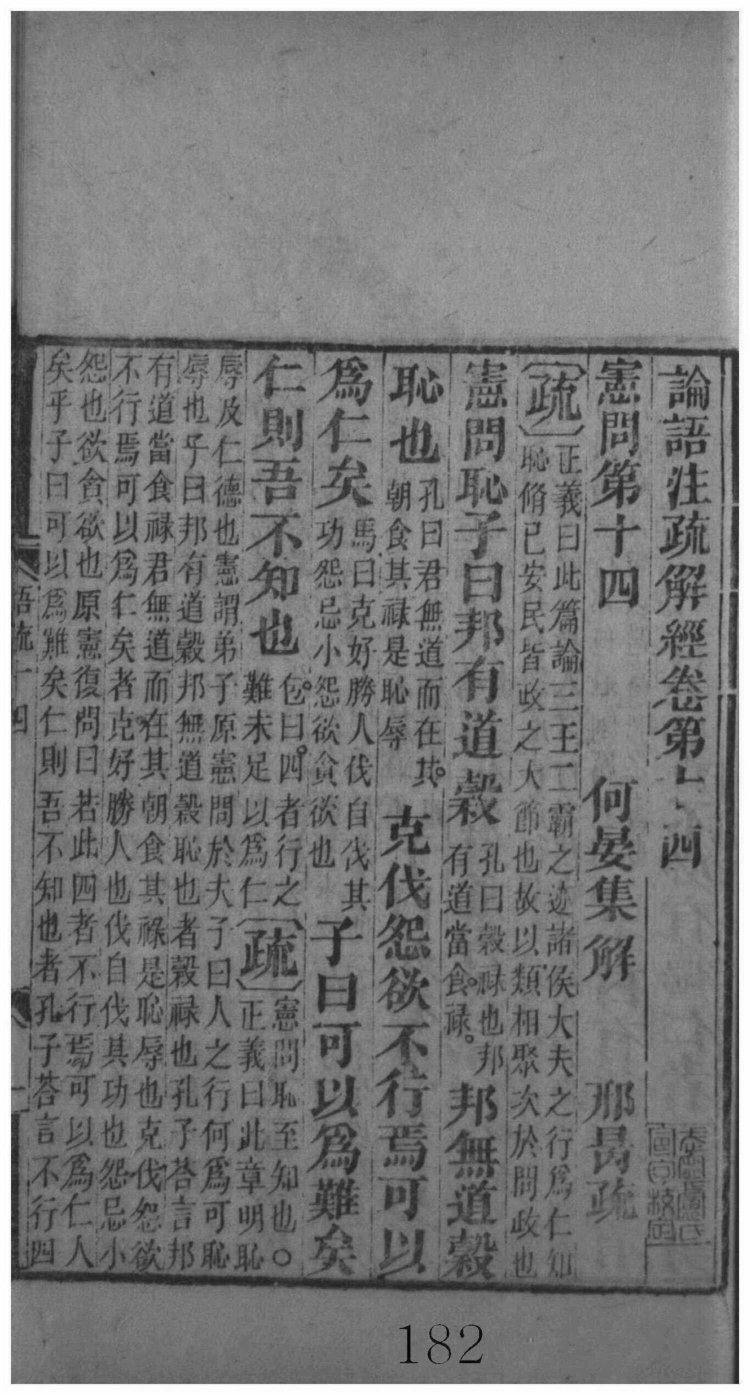 論語注疏解經卷第十四
憲問第十四 何晏集解 邢昺疏
〔疏〕正義曰此篇論三王二霸之迹諸侯大夫之行為仁知
恥脩已安民皆政之大節也故以類相聚次於問政也
憲問恥子曰邦有道穀孔曰穀祿也邦
有道當食祿。邦無道穀
恥也孔曰君無道而在其
朝食其祿是恥辱克伐怨欲不行焉可以
為仁矣馬曰克好勝人伐自伐其
功怨忌小怨欲貪欲也子曰可以為難矣
仁則吾不知也包曰四者行之
難未足以為仁〔疏〕憲問恥至知也○
正義曰此章明恥
辱及仁德也憲謂弟子原憲問於夫子曰人之行何為可恥
辱也乎曰邦有道穀邦無道穀恥也者穀祿也孔子荅言邦
有道當食祿君無道而在其朝食其祿是恥辱也克伐怨欲
不行焉可以為仁矣者克好勝人也伐自伐其功也怨忌小
怨也欲貪欲也原憲復問曰若此四者不行焉可以為仁人
矣乎子曰可以為難矣仁則吾不知也者孔子荅言不行四
語疏十四 一
182